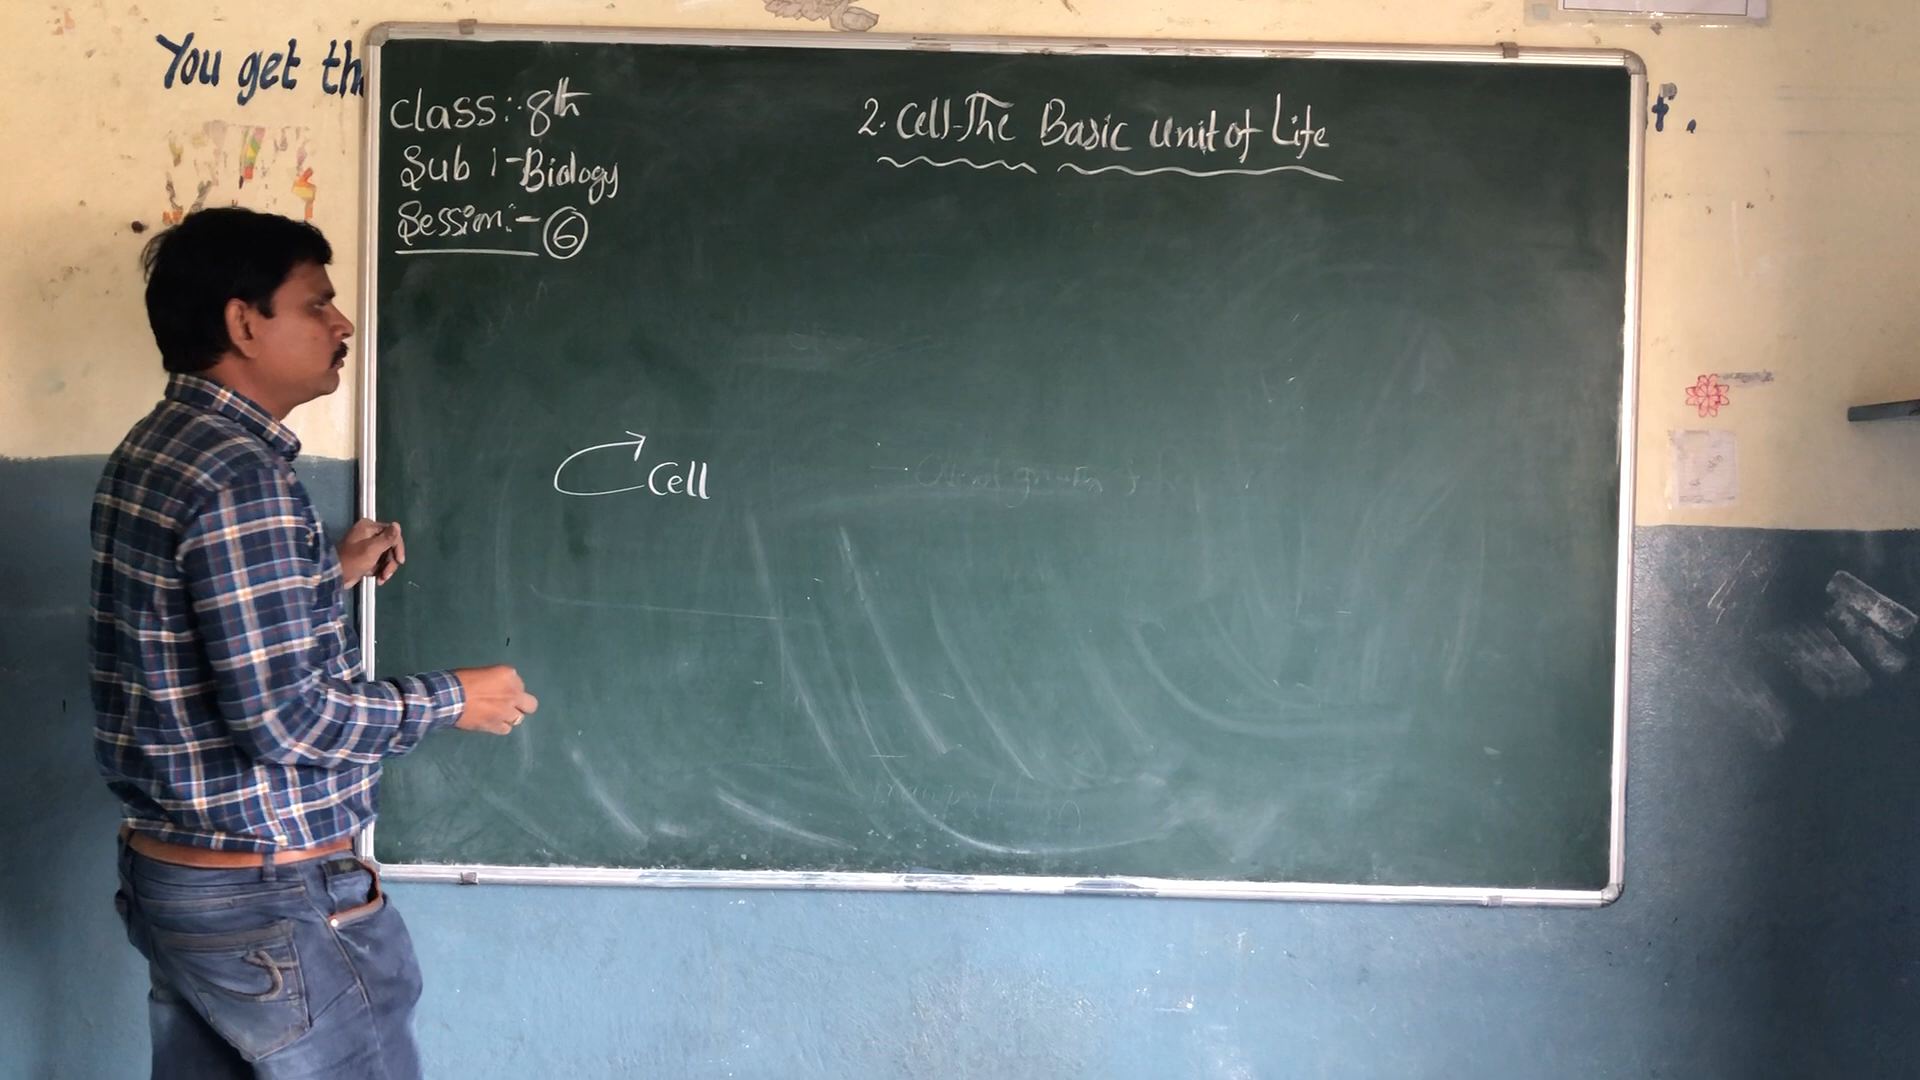 You get th
Class:- 8th
Sub :- Biology
Session:- 6
2. Cell-The Basic Unit of Life
Cell